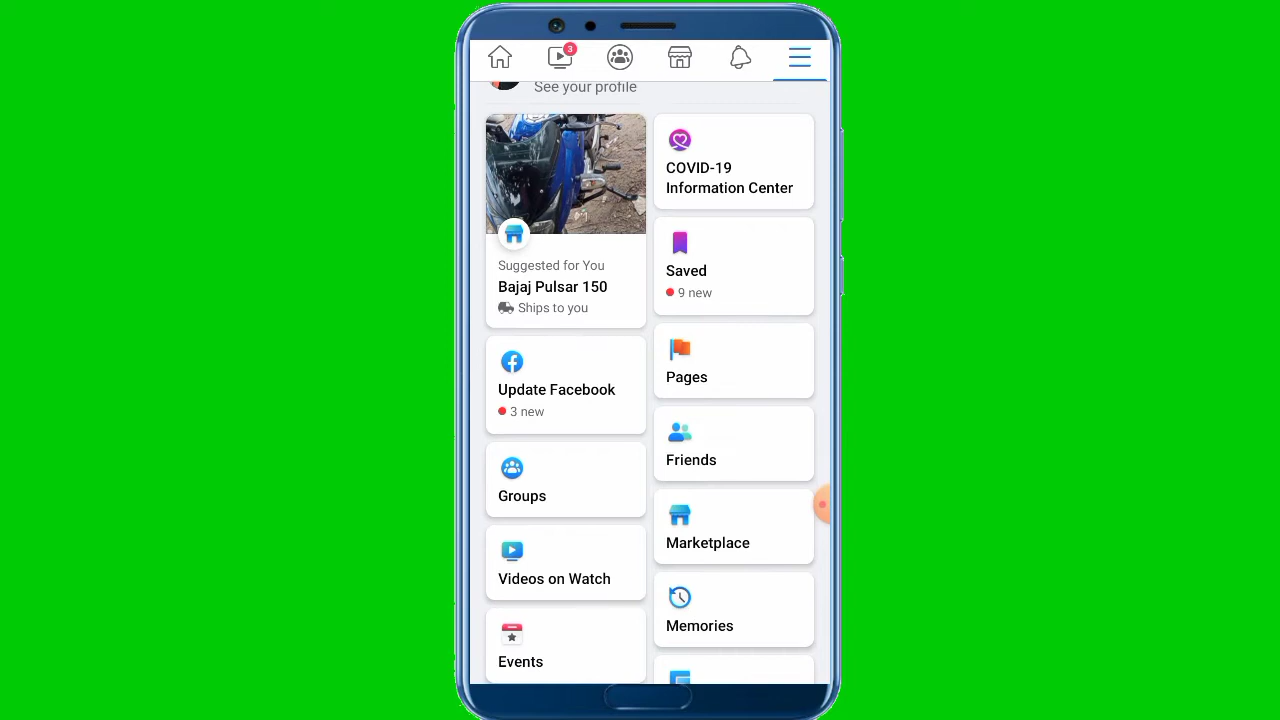 3
See your profile
Suggested for You
Bajaj Pulsar 150
Ships to you
Update Facebook
3 new
Groups
Videos on Watch
Events
COVID-19
Information Center
Saved
9 new
Pages
Friends
Marketplace
Memories